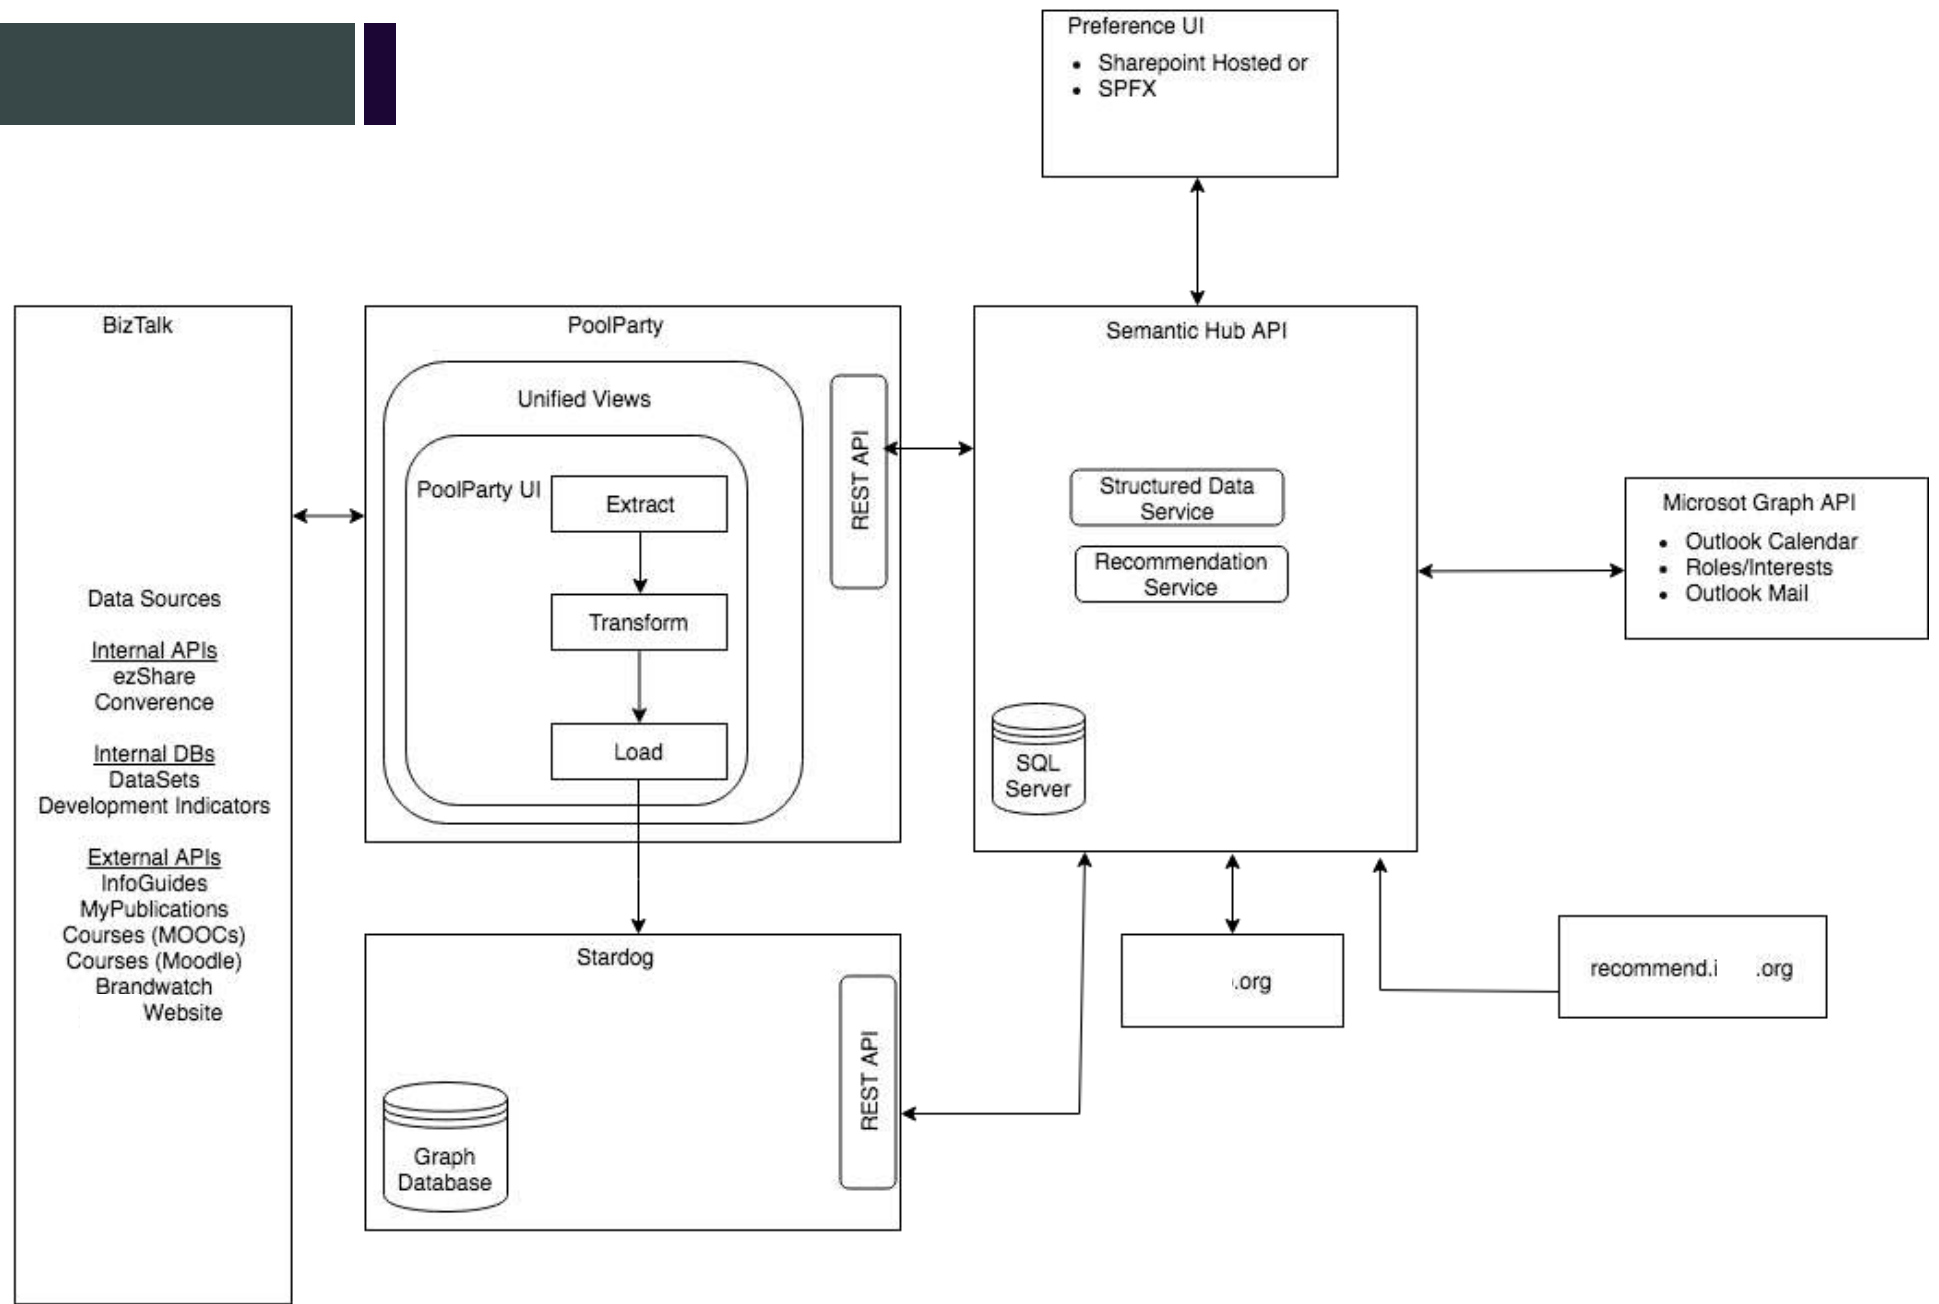 Preference UI
• Sharepoint Hosted or
• SPFX
BizTalk
Data Sources
Internal APIs
ezShare
Converence
Internal DBs
DataSets
Development Indicators
External APIs
InfoGuides
MyPublications
Courses (MOOCs)
Courses (Moodle)
Brandwatch
Website
PoolParty
Unified Views
PoolParty UI
Extract
Transform
Load
REST API
Stardog
Graph
Database
REST API
Semantic Hub API
Structured Data
Service
Recommendation
Service
SQL
Server
Microsot Graph API
• Outlook Calendar
• Roles/Interests
• Outlook Mail
.org
recommend.i .org